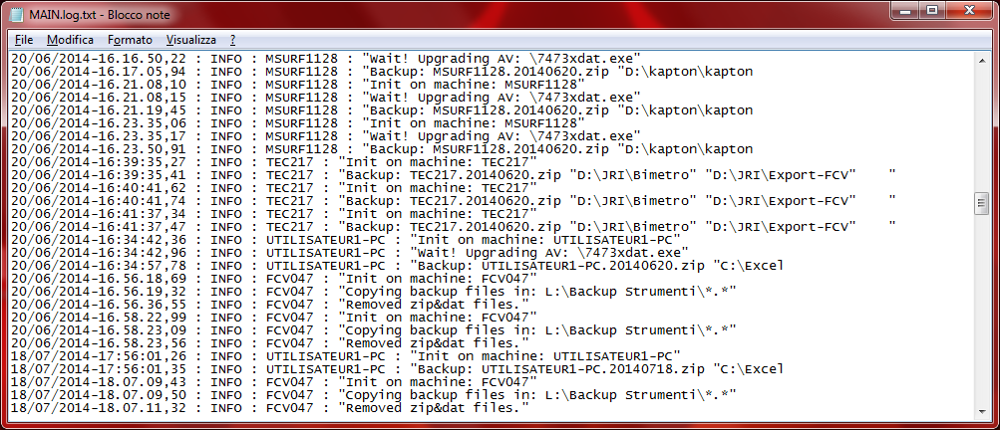 MAIN.log.txt - Blocco note
File Modifica Formato Visualizza ?
20/06/2014-16.16.50,22 : INFO : MSURF1128 : "Wait! Upgrading AV: \7473xdat.exe"
20/06/2014-16.17.05,94 : INFO : MSURF1128 : "Backup: MSURF1128.20140620.zip "D:\kapton\kapton
20/06/2014-16.21.08,10 : INFO : MSURF1128 : "Init on machine: MSURF1128"
20/06/2014-16.21.08,15 : INFO : MSURF1128 : "Wait! Upgrading AV: \7473xdat.exe"
20/06/2014-16.21.19,45 : INFO : MSURF1128 : "Backup: MSURF1128.20140620.zip "D:\kapton\kapton
20/06/2014-16.23.35,06 : INFO : MSURF1128 : "Init on machine: MSURF1128"
20/06/2014-16.23.35,17 : INFO : MSURF1128 : "Wait! Upgrading AV: \7473xdat.exe"
20/06/2014-16.23.50,91 : INFO : MSURF1128 : "Backup: MSURF1128.20140620.zip "D:\kapton\kapton
20/06/2014-16:39:35,27 : INFO : TEC217 : "Init on machine: TEC217"
20/06/2014-16:39:35,41 : INFO : TEC217 : "Backup: TEC217.20140620.zip "D:\JRI\Bimetro" "D:\JRI\Export-FCV"    "
20/06/2014-16:40:41,62 : INFO : TEC217 : "Init on machine: TEC217"
20/06/2014-16:40:41,74 : INFO : TEC217 : "Backup: TEC217.20140620.zip "D:\JRI\Bimetro" "D:\JRI\Export-FCV"    "
20/06/2014-16:41:37,34 : INFO : TEC217 : "Init on machine: TEC217"
20/06/2014-16:41:37,47 : INFO : TEC217 : "Backup: TEC217.20140620.zip "D:\JRI\Bimetro" "D:\JRI\Export-FCV"    "
20/06/2014-16:34:42,36 : INFO : UTILISATEUR1-PC : "Init on machine: UTILISATEUR1-PC"
20/06/2014-16:34:42,96 : INFO : UTILISATEUR1-PC : "Wait! Upgrading AV: \7473xdat.exe"
20/06/2014-16:34:57,78 : INFO : UTILISATEUR1-PC : "Backup: UTILISATEUR1-PC.20140620.zip "C:\Excel
20/06/2014-16.56.18,69 : INFO : FCV047 : "Init on machine: FCV047"
20/06/2014-16.56.19,32 : INFO : FCV047 : "Copying backup files in: L:\Backup Strumenti\*.*"
20/06/2014-16.56.36,55 : INFO : FCV047 : "Removed zip&dat files."
20/06/2014-16.58.22,99 : INFO : FCV047 : "Init on machine: FCV047"
20/06/2014-16.58.23,09 : INFO : FCV047 : "Copying backup files in: L:\Backup Strumenti\*.*"
20/06/2014-16.58.23,56 : INFO : FCV047 : "Removed zip&dat files."
18/07/2014-17:56:01,26 : INFO : UTILISATEUR1-PC : "Init on machine: UTILISATEUR1-PC"
18/07/2014-17:56:01,35 : INFO : UTILISATEUR1-PC : "Backup: UTILISATEUR1-PC.20140718.zip "C:\Excel
18/07/2014-18.07.09,43 : INFO : FCV047 : "Init on machine: FCV047"
18/07/2014-18.07.09,50 : INFO : FCV047 : "Copying backup files in: L:\Backup Strumenti\*.*"
18/07/2014-18.07.11,32 : INFO : FCV047 : "Removed zip&dat files."